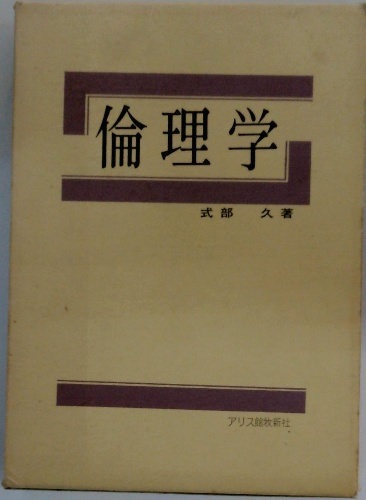 倫理学
式部 久著
アリス館牧新社